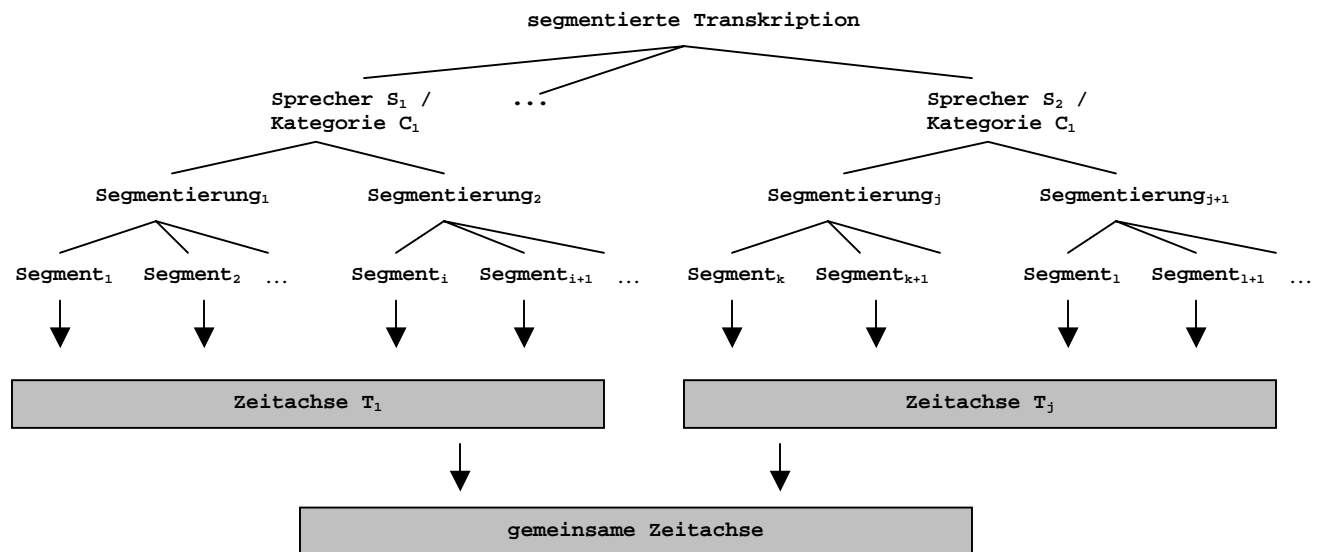 segmentierte Transkription
Sprecher S₁ / ... Sprecher S₂ /
Kategorie C₁ Kategorie C₁
Segmentierung₁ Segmentierung₂ Segmentierungⱼ Segmentierungⱼ₊₁
Segment₁ Segment₂ ... Segmentᵢ Segmentᵢ₊₁ ... Segmentₖ Segmentₖ₊₁ Segmentₗ Segmentₗ₊₁ ...
Zeitachse T₁ Zeitachse Tⱼ
gemeinsame Zeitachse